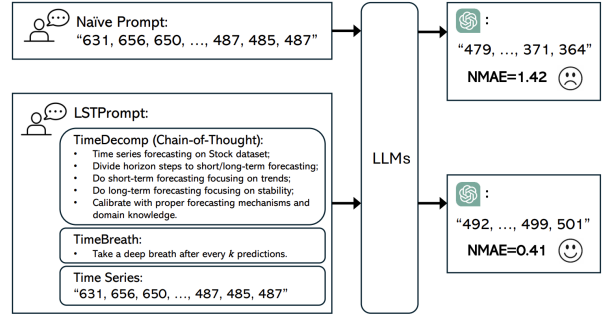 Naïve Prompt:
“631, 656, 650, ..., 487, 485, 487”
LSTPrompt:
TimeDecomp (Chain-of-Thought):
• Time series forecasting on Stock dataset;
• Divide horizon steps to short/long-term forecasting;
• Do short-term forecasting focusing on trends;
• Do long-term forecasting focusing on stability;
• Calibrate with proper forecasting mechanisms and
domain knowledge.
TimeBreath:
• Take a deep breath after every k predictions.
Time Series:
“631, 656, 650, ..., 487, 485, 487”
LLMs
:
“479, ..., 371, 364”
NMAE=1.42
:
“492, ..., 499, 501”
NMAE=0.41